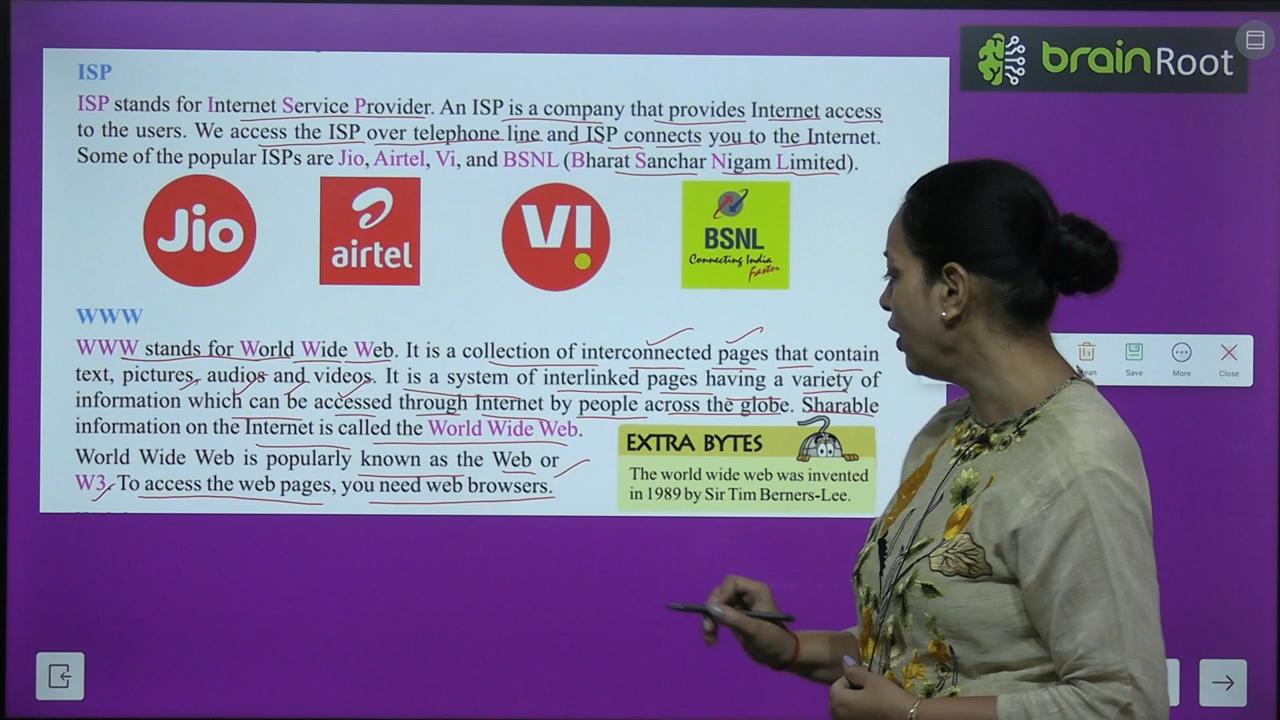 brainRoot
ISP
ISP stands for Internet Service Provider. An ISP is a company that provides Internet access
to the users. We access the ISP over telephone line and ISP connects you to the Internet.
Some of the popular ISPs are Jio, Airtel, Vi, and BSNL (Bharat Sanchar Nigam Limited).
Jio
airtel
VI
BSNL
Connecting India
Faster
WWW
WWW stands for World Wide Web. It is a collection of interconnected pages that contain
text, pictures, audios and videos. It is a system of interlinked pages having a variety of
information which can be accessed through Internet by people across the globe. Sharable
information on the Internet is called the World Wide Web.
World Wide Web is popularly known as the Web or
W3. To access the web pages, you need web browsers.
EXTRA BYTES
The world wide web was invented
in 1989 by Sir Tim Berners-Lee.
Save
More
Close